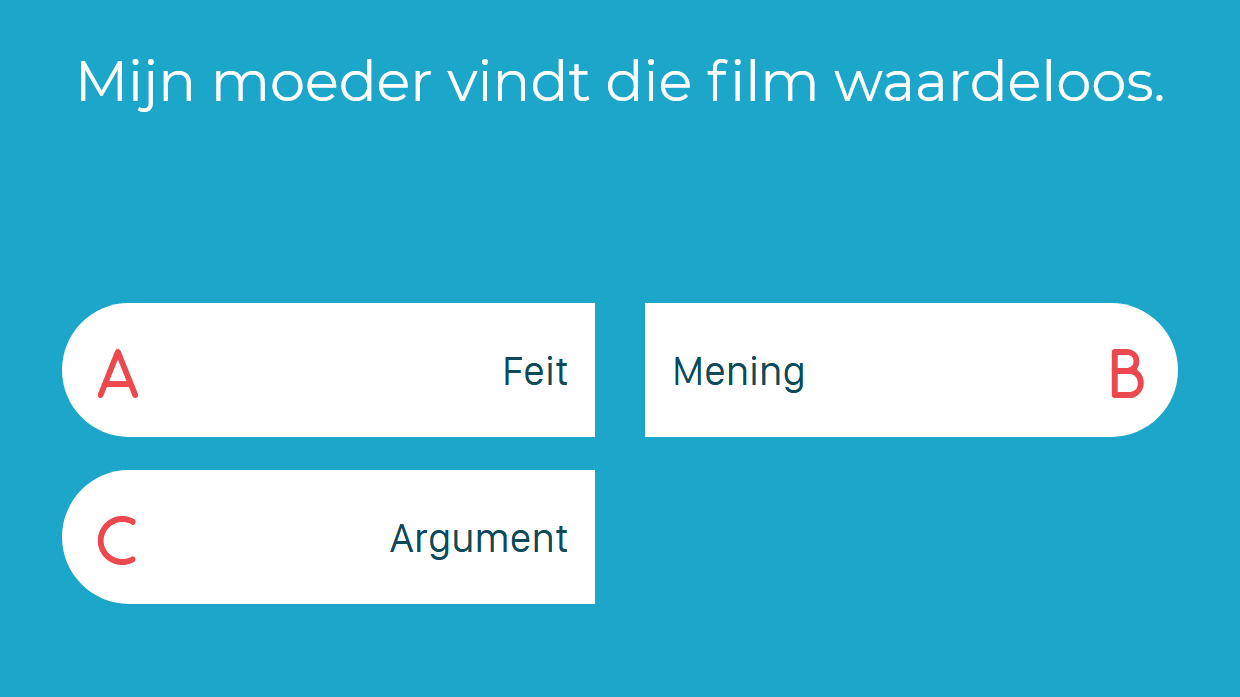 Mijn moeder vindt die film waardeloos.
A Feit
Mening B
C Argument